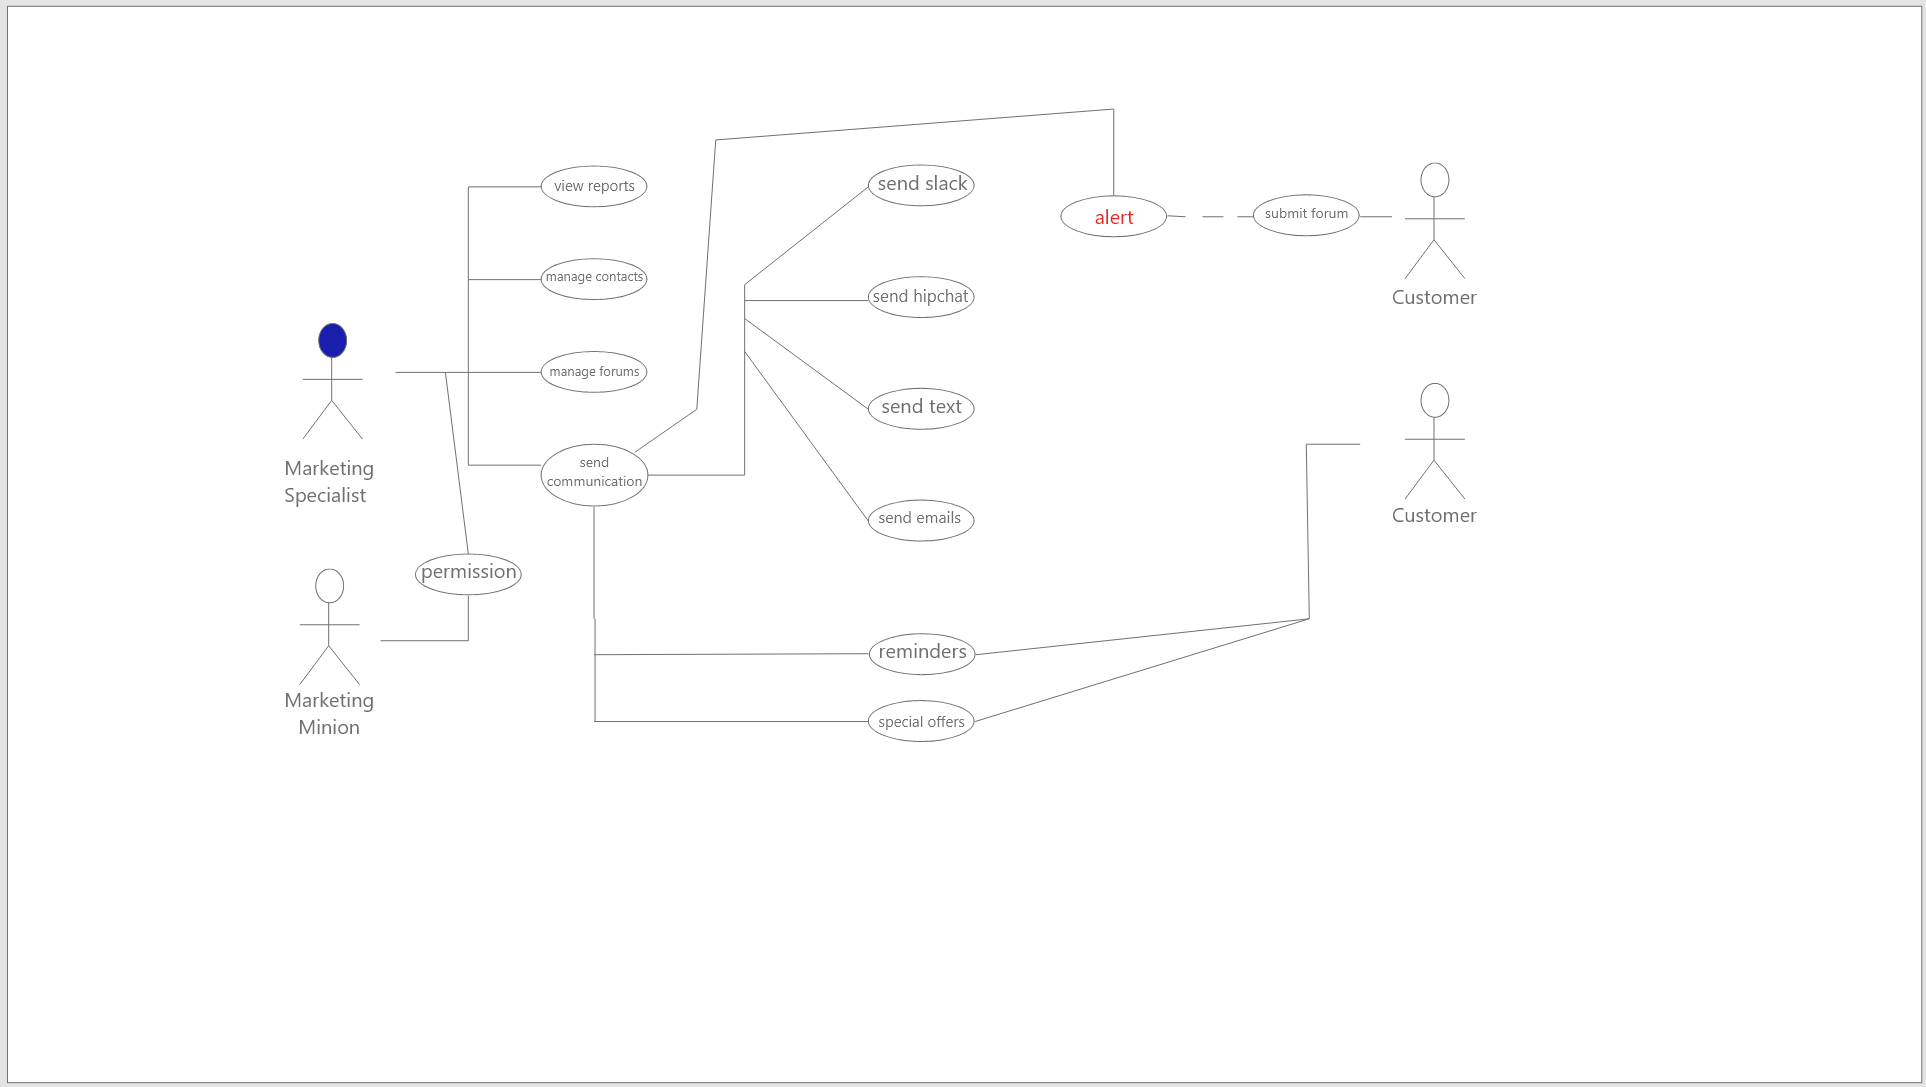 view reports
send slack
alert
submit forum
manage contacts
send hipchat
Customer
manage forums
send text
Marketing
Specialist
send
communication
send emails
Customer
permission
reminders
Marketing
Minion
special offers